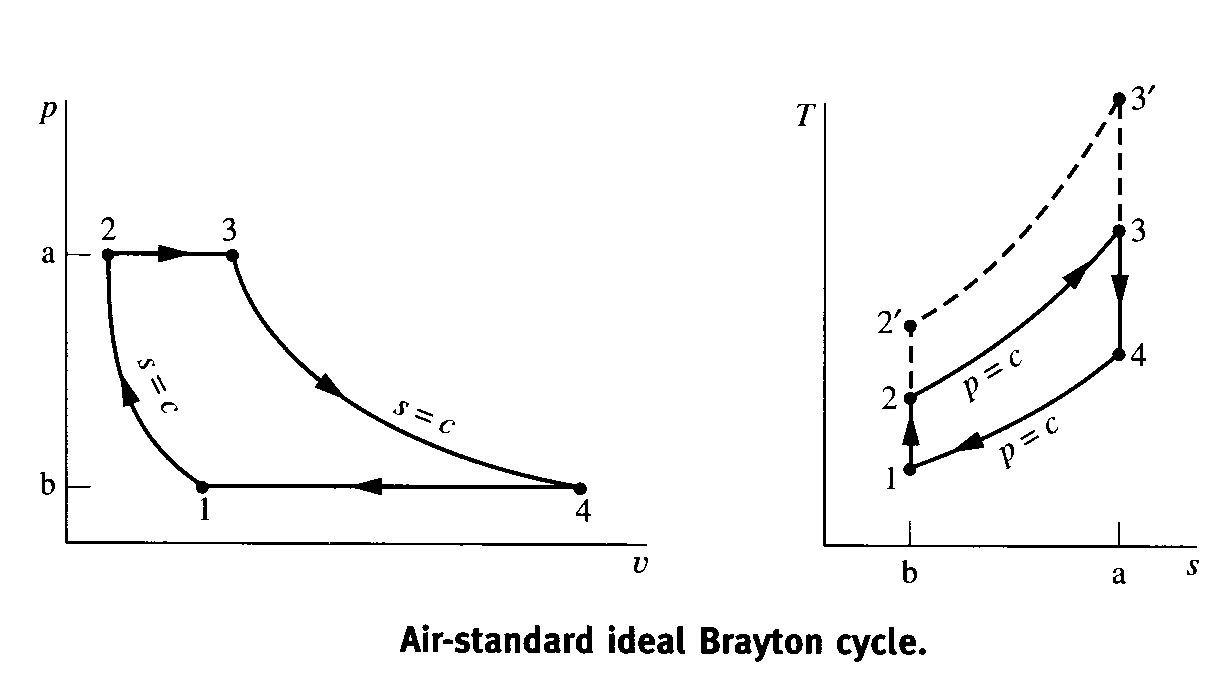 p
2
3
a
s = c
s = c
b
1
4
v
T
3′
3
2′
4
2
p = c
p = c
1
b
a
s
Air-standard ideal Brayton cycle.